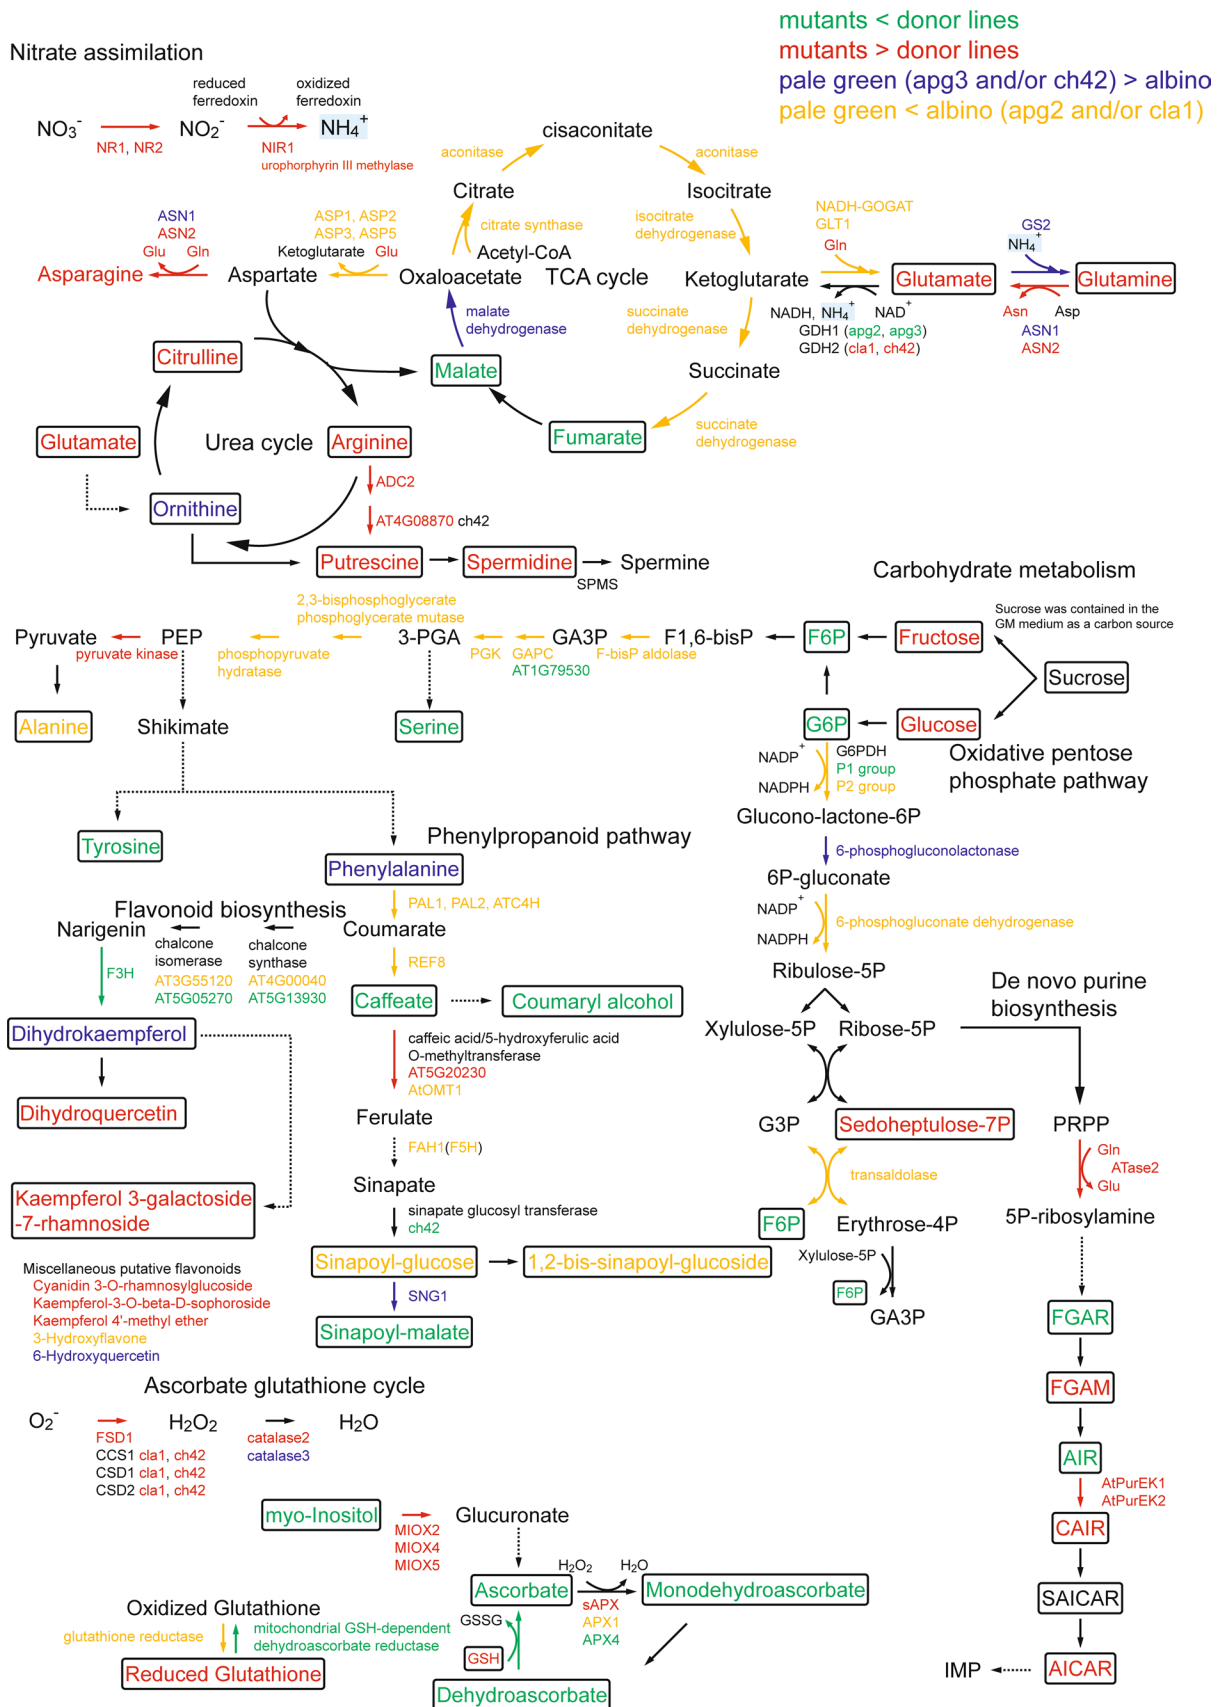 mutants < donor lines
mutants > donor lines
pale green (apg3 and/or ch42) > albino
pale green < albino (apg2 and/or cla1)
Nitrate assimilation
reduced
ferredoxin
oxidized
ferredoxin
NO₃⁻
NO₂⁻
NH₄⁺
NR1, NR2
NIR1
urophorphyrin III methylase
cisaconitate
aconitase
aconitase
Citrate
Isocitrate
citrate synthase
Acetyl-CoA
isocitrate
dehydrogenase
ASN1
ASN2
Glu
Gln
ASP1, ASP2
ASP3, ASP5
Ketoglutarate
Glu
NADH-GOGAT
GLT1
Gln
GS2
NH₄⁺
Asparagine
Aspartate
Oxaloacetate
TCA cycle
Ketoglutarate
Glutamate
Glutamine
NADH, NH₄⁺
NAD⁺
GDH1 (apg2, apg3)
GDH2 (cla1, ch42)
Asn
Asp
ASN1
ASN2
malate
dehydrogenase
succinate
dehydrogenase
Citrulline
Malate
Succinate
Glutamate
Urea cycle
Arginine
Fumarate
succinate
dehydrogenase
ADC2
Ornithine
AT4G08870 ch42
Putrescine
Spermidine
Spermine
SPMS
Carbohydrate metabolism
2,3-bisphosphoglycerate
phosphoglycerate mutase
Sucrose was contained in the
GM medium as a carbon source
Pyruvate
PEP
3-PGA
GA3P
F1,6-bisP
F6P
Fructose
pyruvate kinase
phosphopyruvate
hydratase
PGK
GAPC
AT1G79530
F-bisP aldolase
Sucrose
Alanine
Shikimate
Serine
G6P
Glucose
Oxidative pentose
phosphate pathway
NADP⁺
NADPH
G6PDH
P1 group
P2 group
Glucono-lactone-6P
Tyrosine
Phenylpropanoid pathway
Phenylalanine
6-phosphogluconolactonase
6P-gluconate
PAL1, PAL2, ATC4H
Flavonoid biosynthesis
NADP⁺
NADPH
6-phosphogluconate dehydrogenase
Narigenin
Coumarate
chalcone
isomerase
AT3G55120
AT5G05270
chalcone
synthase
AT4G00040
AT5G13930
F3H
REF8
Ribulose-5P
De novo purine
biosynthesis
Caffeate
Coumaryl alcohol
Dihydrokaempferol
Xylulose-5P
Ribose-5P
caffeic acid/5-hydroxyferulic acid
O-methyltransferase
AT5G20230
AtOMT1
Dihydroquercetin
Ferulate
G3P
Sedoheptulose-7P
PRPP
FAH1(F5H)
Gln
ATase2
Glu
transaldolase
Sinapate
Kaempferol 3-galactoside
-7-rhamnoside
sinapate glucosyl transferase
ch42
F6P
Erythrose-4P
5P-ribosylamine
Sinapoyl-glucose
1,2-bis-sinapoyl-glucoside
Xylulose-5P
F6P
GA3P
Miscellaneous putative flavonoids
Cyanidin 3-O-rhamnosylglucoside
Kaempferol-3-O-beta-D-sophoroside
Kaempferol 4'-methyl ether
3-Hydroxyflavone
6-Hydroxyquercetin
SNG1
Sinapoyl-malate
FGAR
FGAM
Ascorbate glutathione cycle
O₂⁻
H₂O₂
H₂O
FSD1
CCS1 cla1, ch42
CSD1 cla1, ch42
CSD2 cla1, ch42
catalase2
catalase3
AIR
AtPurEK1
AtPurEK2
CAIR
myo-Inositol
Glucuronate
MIOX2
MIOX4
MIOX5
H₂O₂
H₂O
Ascorbate
Monodehydroascorbate
SAICAR
sAPX
APX1
APX4
Oxidized Glutathione
GSSG
glutathione reductase
mitochondrial GSH-dependent
dehydroascorbate reductase
GSH
Reduced Glutathione
Dehydroascorbate
IMP
AICAR